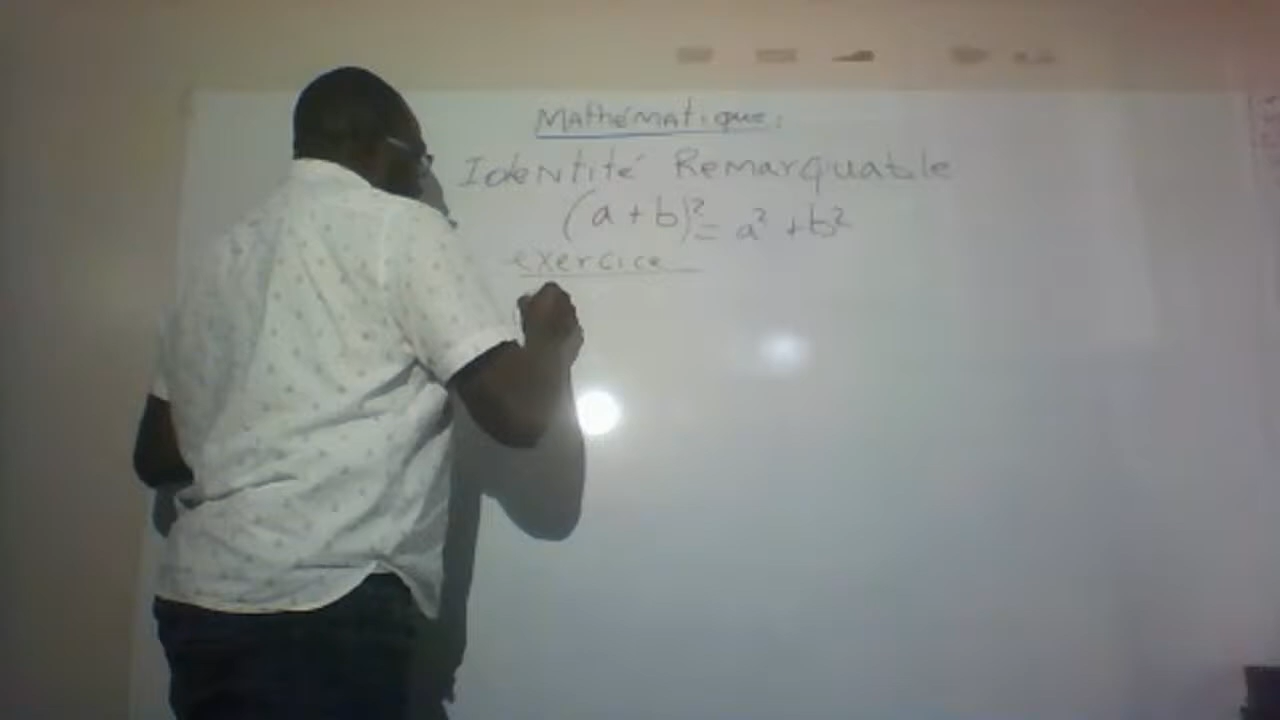 Mathématique:
Identité Remarquable
(a + b)² = a² + b²
exercice